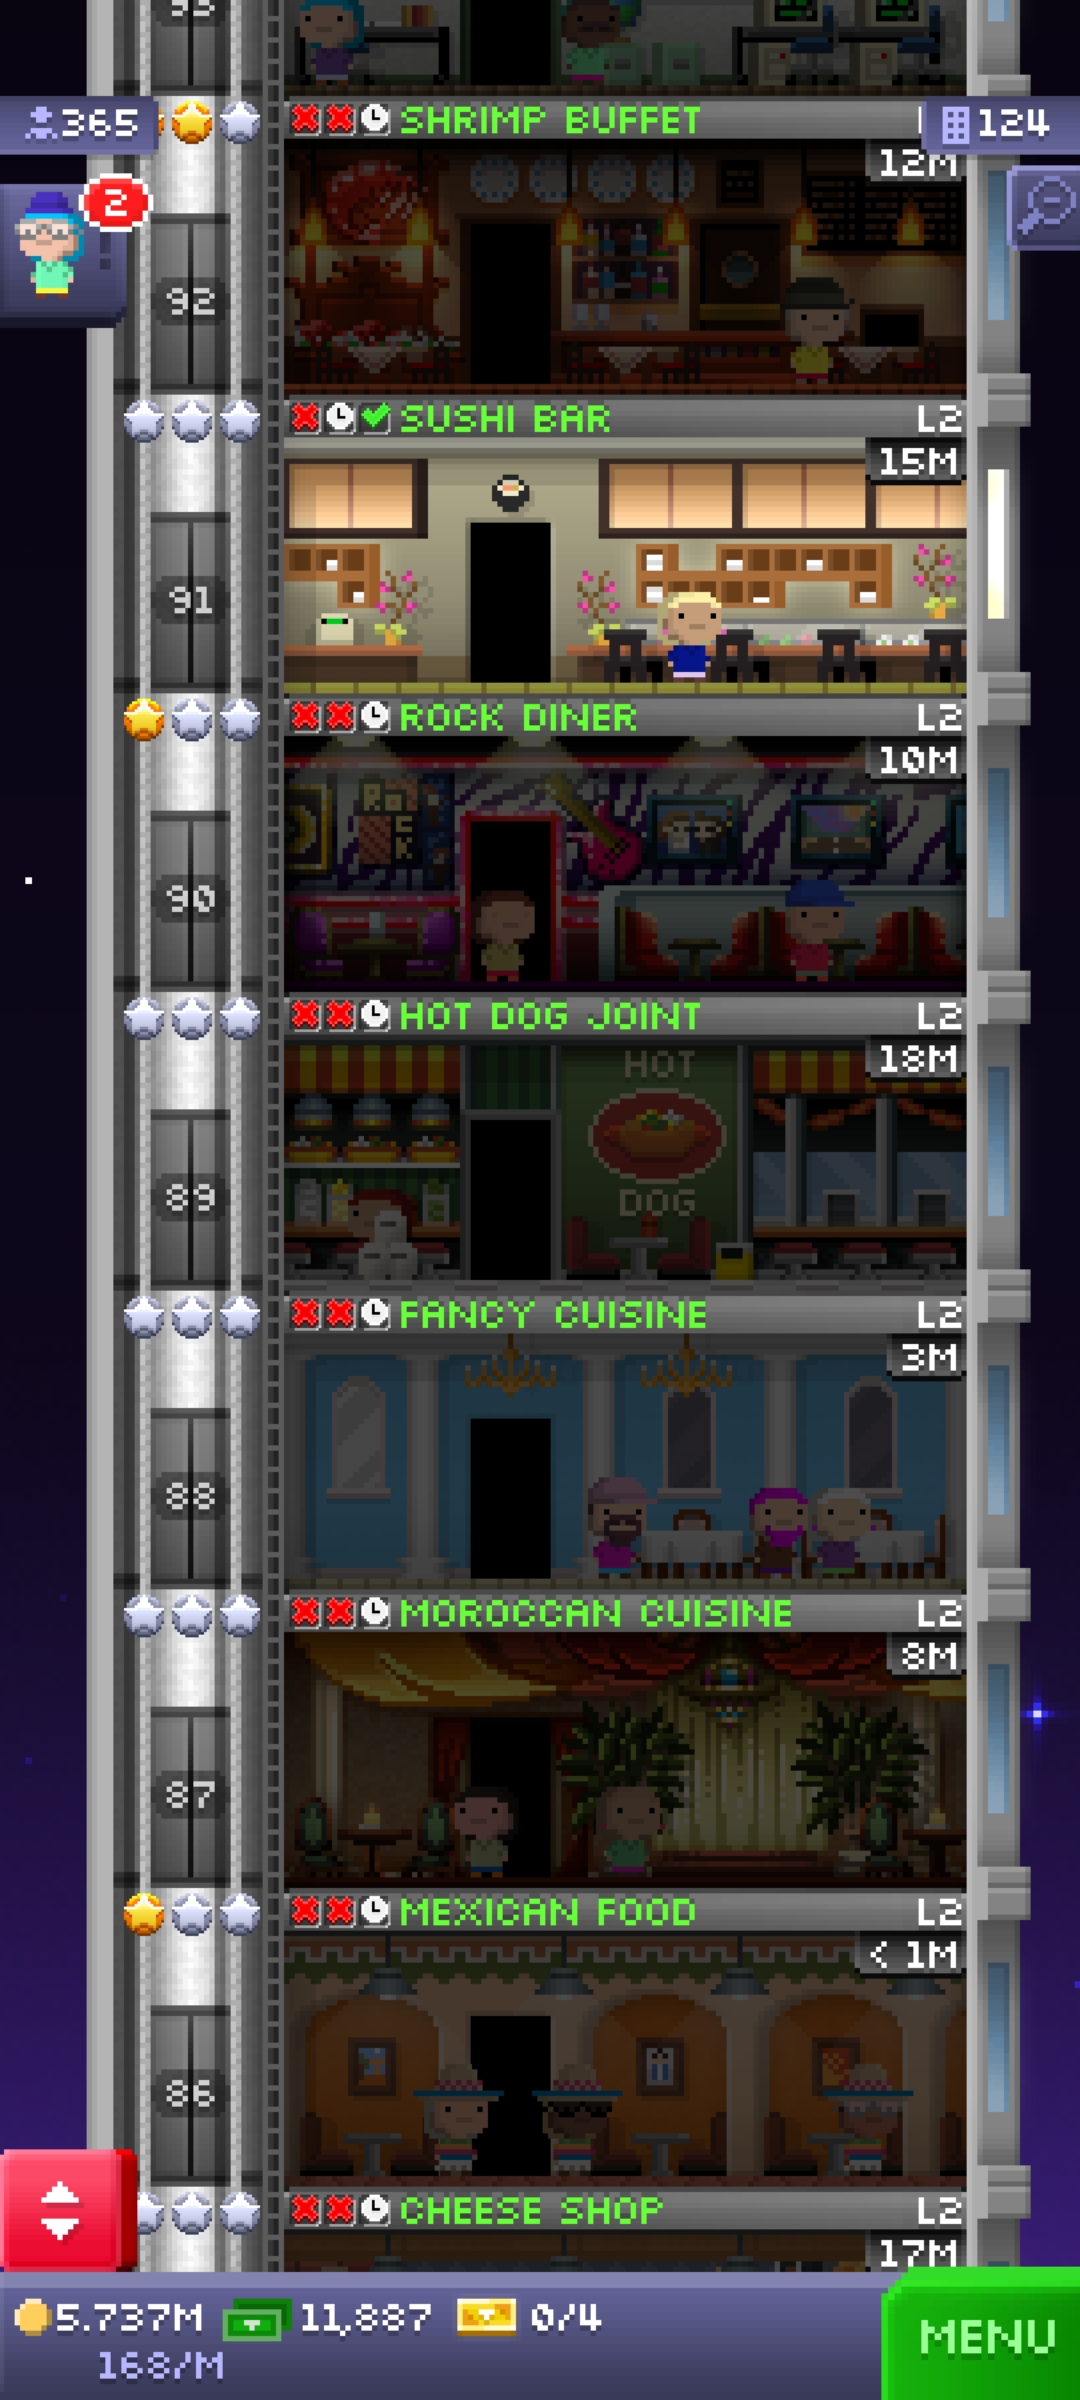 93
365
SHRIMP BUFFET
124
12M
2
92
SUSHI BAR L2
15M
91
ROCK DINER L2
10M
ROCK
90
HOT DOG JOINT L2
18M
HOT
DOG
89
FANCY CUISINE L2
3M
88
MOROCCAN CUISINE L2
8M
87
MEXICAN FOOD L2
< 1M
86
CHEESE SHOP L2
17M
5.737M 11,887 0/4
168/M
MENU